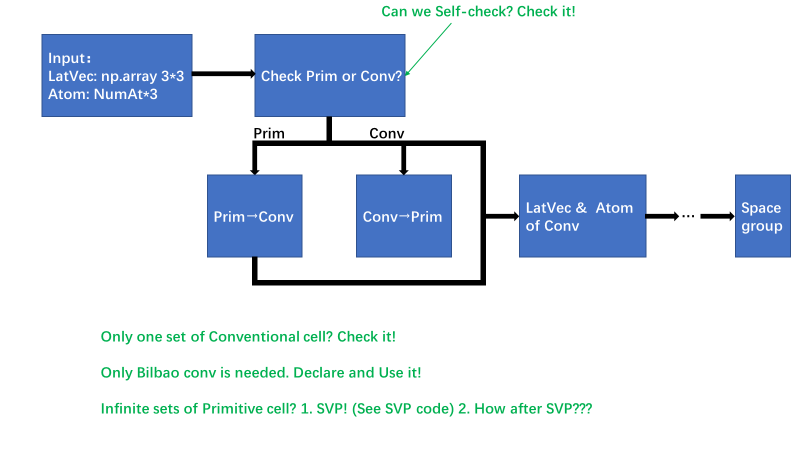 Can we Self-check? Check it!
Input:
LatVec: np.array 3*3
Atom: NumAt*3
Check Prim or Conv?
Prim
Conv
Prim→Conv
Conv→Prim
LatVec & Atom
of Conv
...
Space
group
Only one set of Conventional cell? Check it!
Only Bilbao conv is needed. Declare and Use it!
Infinite sets of Primitive cell? 1. SVP! (See SVP code) 2. How after SVP???